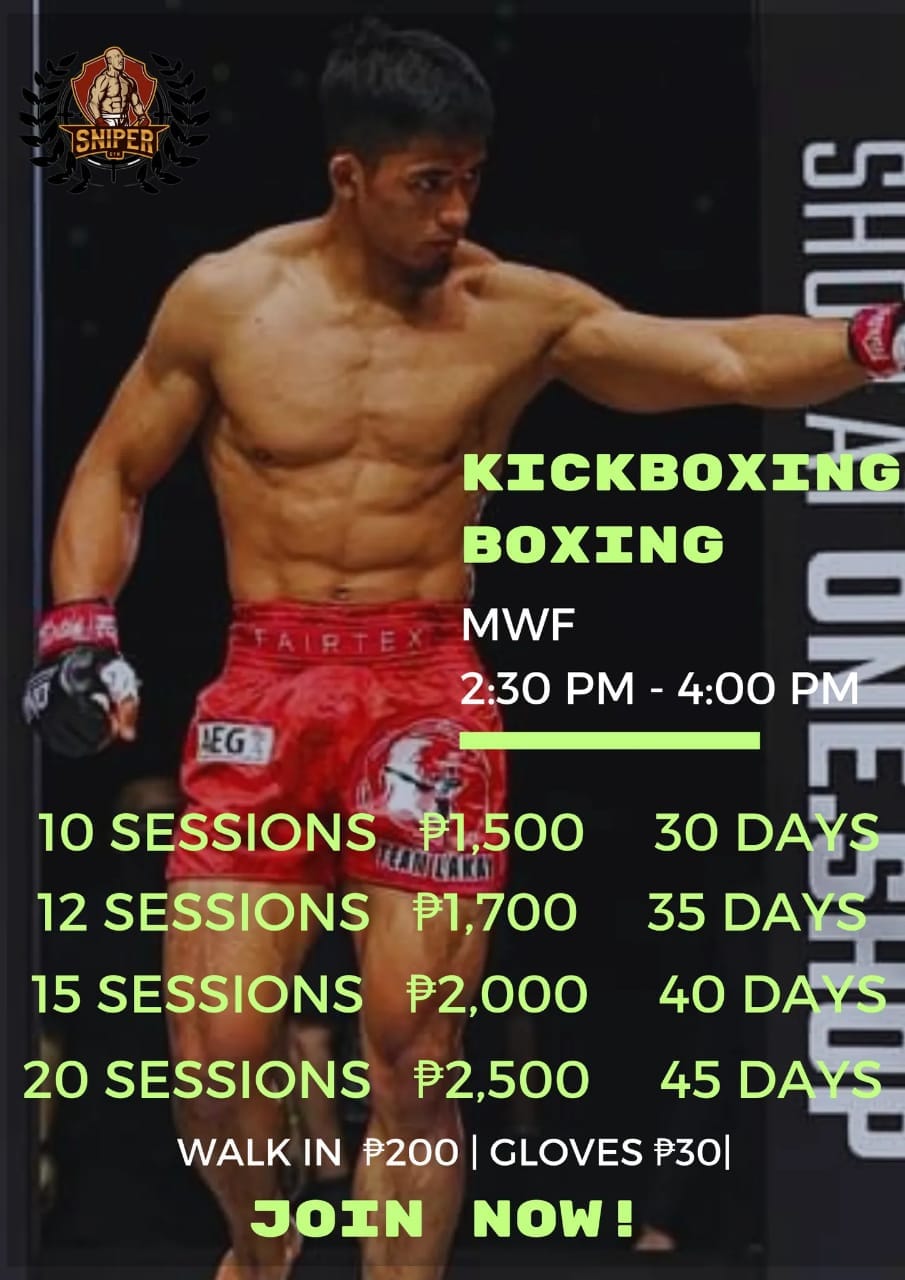 SNIPER
GYM
SHOP AT ONE.SHOP
KICKBOXING
BOXING
MWF
2:30 PM - 4:00 PM
FAIRTEX
AEG
TEAM LAKAY
10 SESSIONS ₱1,500 30 DAYS
12 SESSIONS ₱1,700 35 DAYS
15 SESSIONS ₱2,000 40 DAYS
20 SESSIONS ₱2,500 45 DAYS
WALK IN ₱200 | GLOVES ₱30|
JOIN NOW!